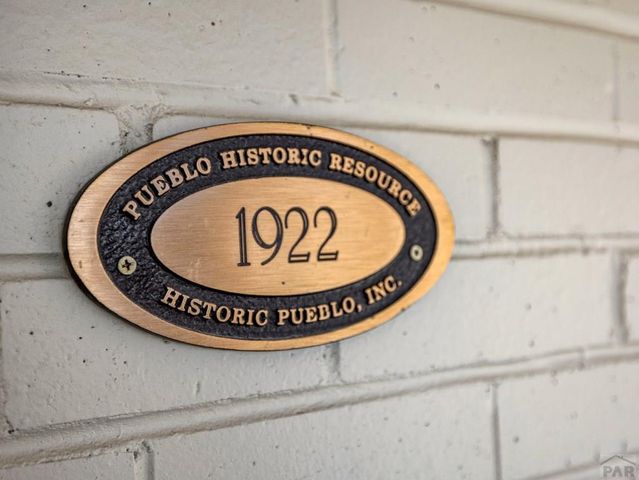 PUEBLO HISTORIC RESOURCE
1922
HISTORIC PUEBLO, INC.
PAR